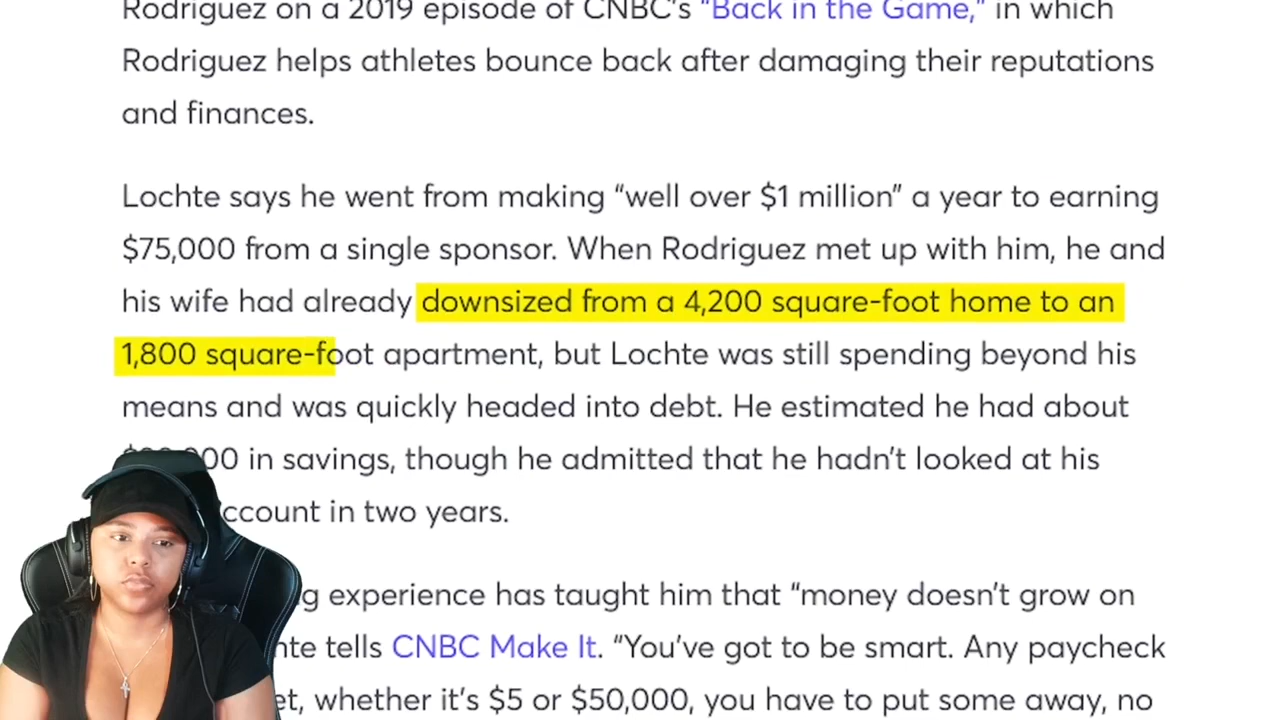 Rodriguez on a 2019 episode of CNBC's “Back in the Game,” in which
Rodriguez helps athletes bounce back after damaging their reputations
and finances.
Lochte says he went from making “well over $1 million” a year to earning
$75,000 from a single sponsor. When Rodriguez met up with him, he and
his wife had already downsized from a 4,200 square-foot home to an
1,800 square-foot apartment, but Lochte was still spending beyond his
means and was quickly headed into debt. He estimated he had about
in savings, though he admitted that he hadn't looked at his
in two years.
experience has taught him that “money doesn't grow on
tells CNBC Make It. “You've got to be smart. Any paycheck
whether it's $5 or $50,000, you have to put some away, no